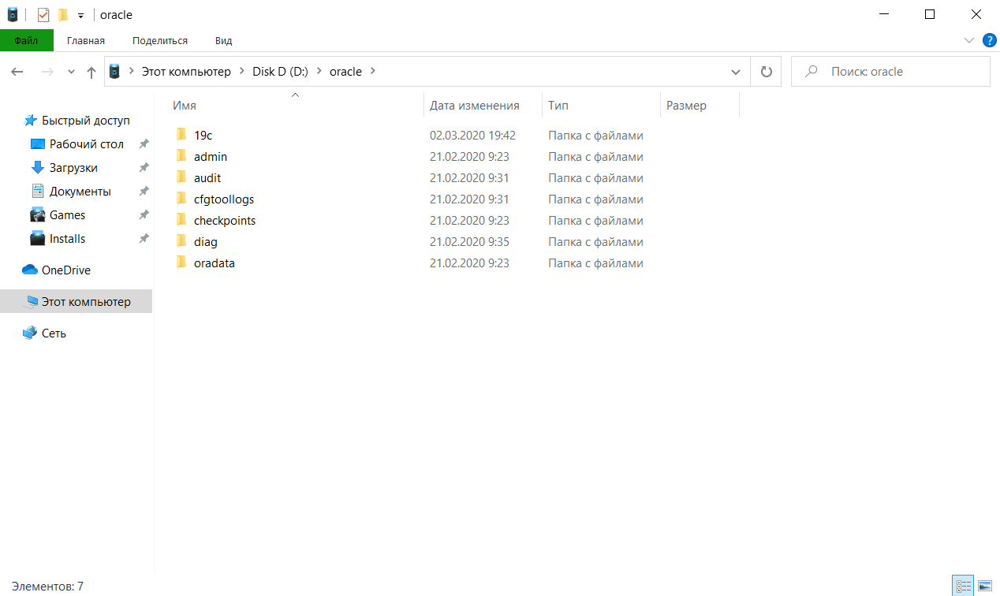 oracle
Файл Главная Поделиться Вид
Этот компьютер Disk D (D:) oracle Поиск: oracle
Имя Дата изменения Тип Размер
Быстрый доступ
Рабочий стол
Загрузки
Документы
Games
Installs
OneDrive
Этот компьютер
Сеть
19c 02.03.2020 19:42 Папка с файлами
admin 21.02.2020 9:23 Папка с файлами
audit 21.02.2020 9:31 Папка с файлами
cfgtoollogs 21.02.2020 9:31 Папка с файлами
checkpoints 21.02.2020 9:23 Папка с файлами
diag 21.02.2020 9:35 Папка с файлами
oradata 21.02.2020 9:23 Папка с файлами
Элементов: 7